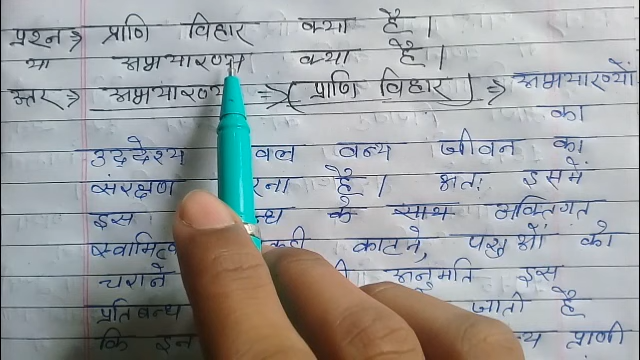 प्रश्न⇒ प्राणि विहार क्या है।
या अभयारण्य क्या है।
उत्तर⇒ अभयारण्य ⇒(प्राणि विहार)⇒ अभयारण्यों
का
उद्देश्य वन्य जीवन का
संरक्षण है। अतः इसमें
इस के साथ व्यक्तिगत
काटने, पशुओं को
चराने अनुमति इस
प्रतिबन्ध जाती है
कि इन प्राणी